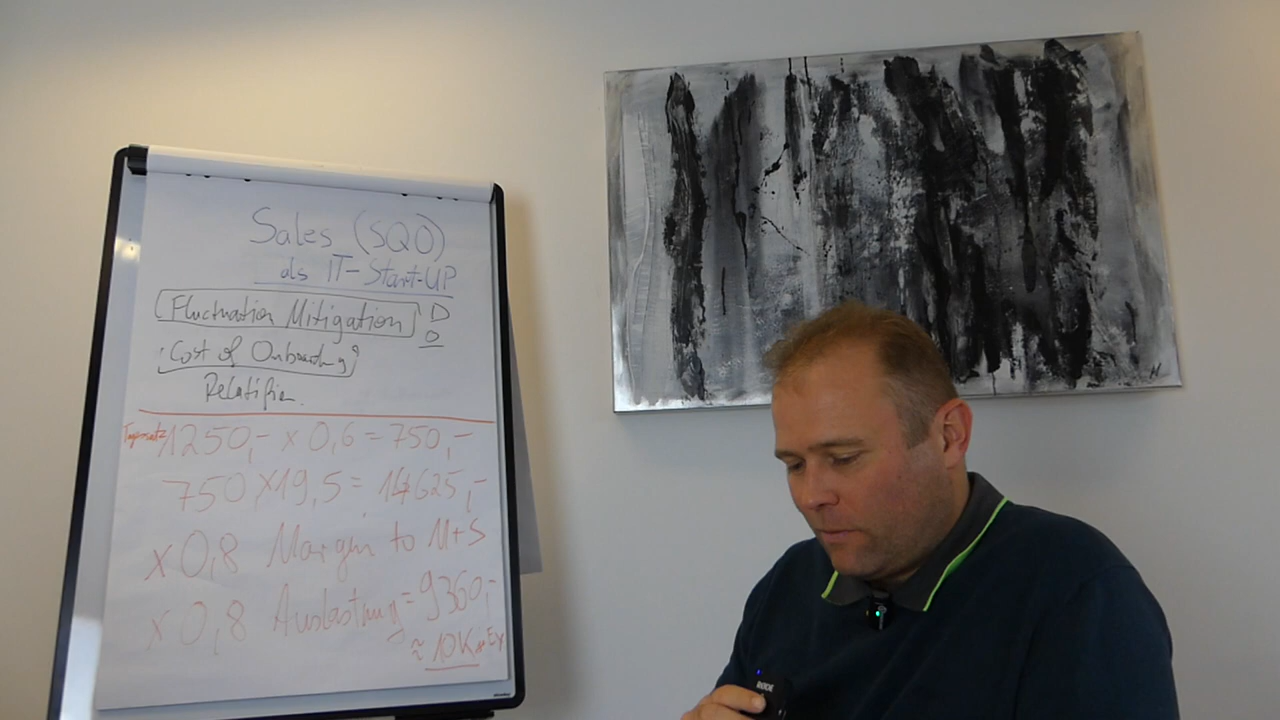 Sales (SQO)
als IT-Start-UP
Fluctuation Mitigation D
O
Cost of Onboarding
Tagessatz 1250,- x 0,6 = 750,-
750 x 19,5 = 14625,-
x 0,8 Margin to M+S
x 0,8 Auslastung = 9360,-
≈ 10K
RODE